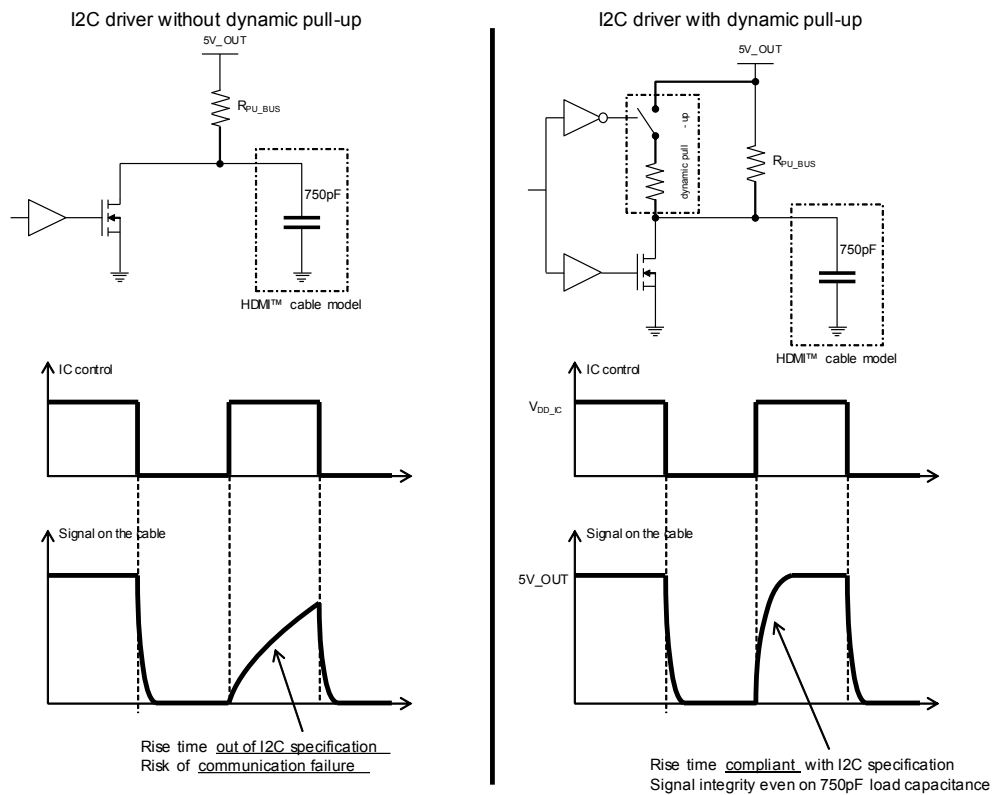 I2C driver without dynamic pull-up
5V_OUT
RPU_BUS
750pF
HDMI™ cable model
IC control
Signal on the cable
Rise time out of I2C specification
Risk of communication failure
I2C driver with dynamic pull-up
5V_OUT
dynamic pull - up
RPU_BUS
750pF
HDMI™ cable model
IC control
VDD_IC
Signal on the cable
5V_OUT
Rise time compliant with I2C specification
Signal integrity even on 750pF load capacitance